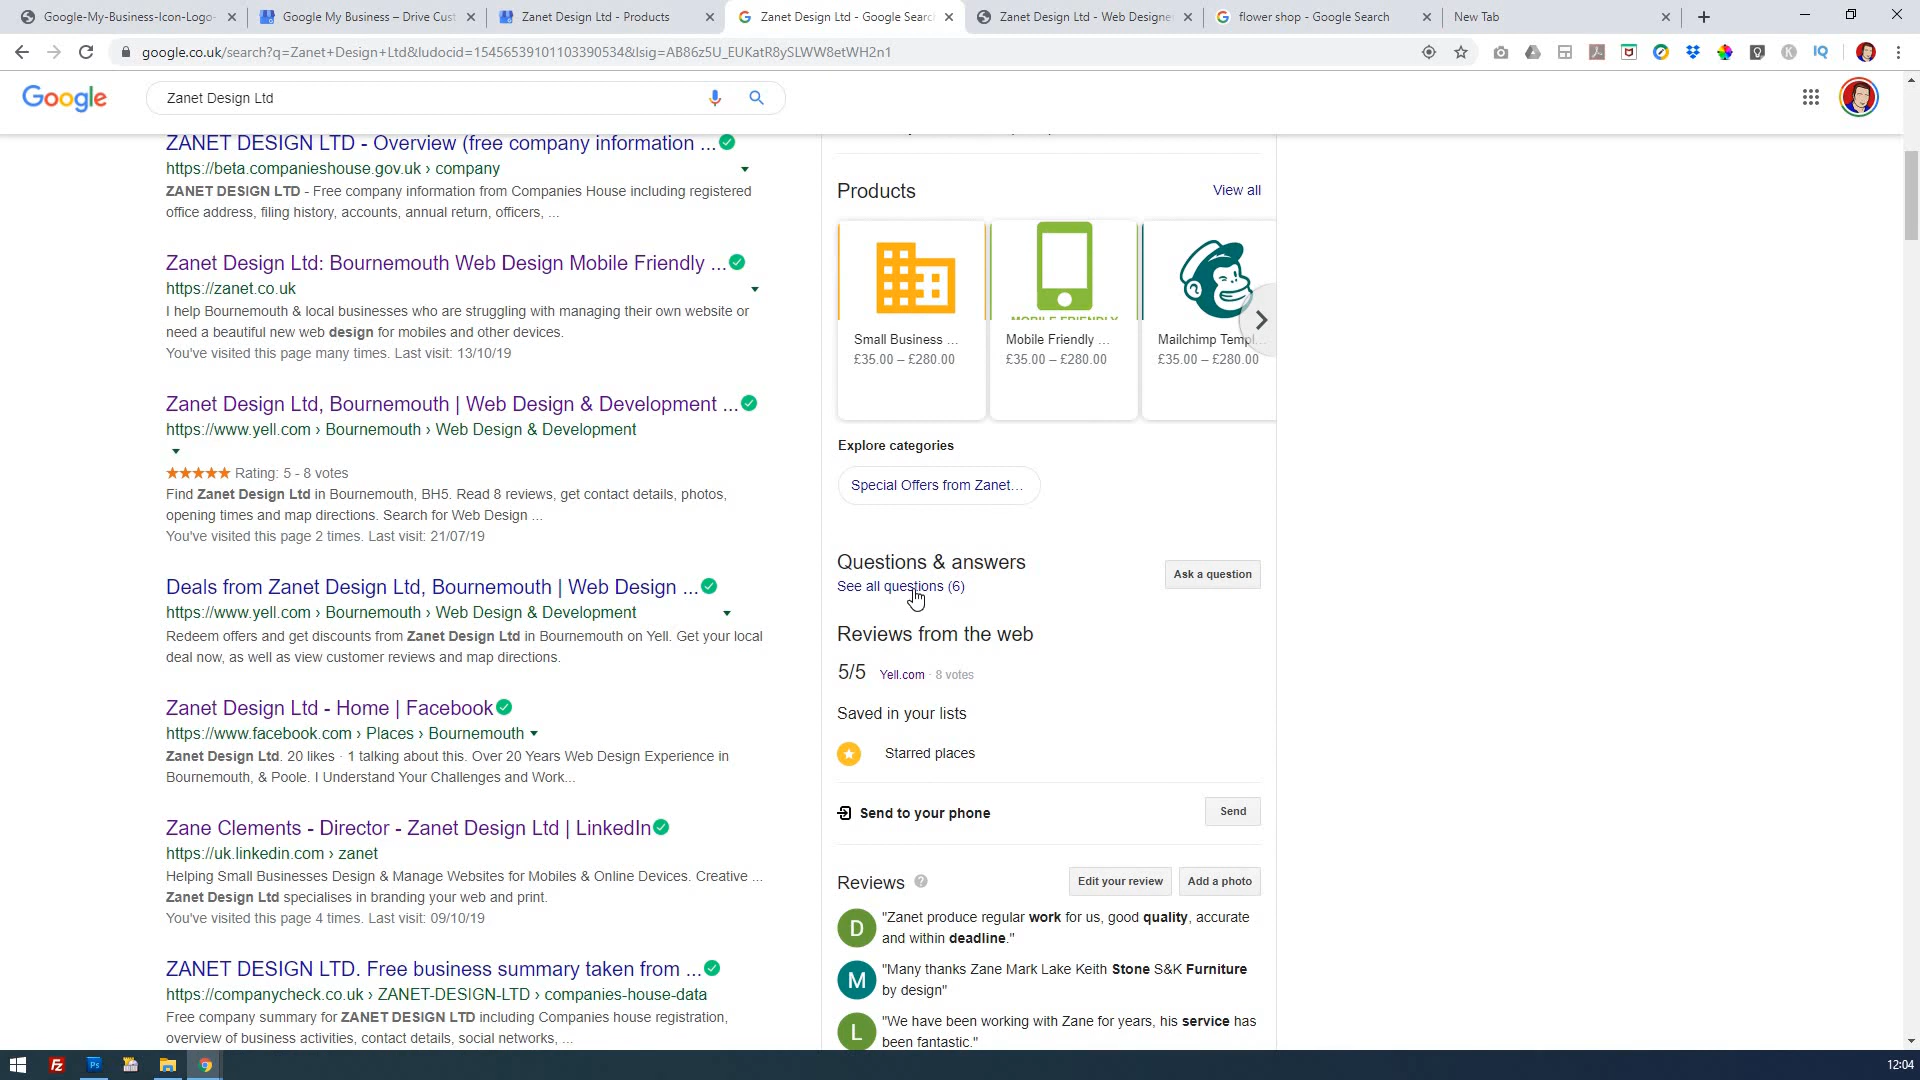 Google-My-Business-Icon-Logo-
Google My Business – Drive Cust
Zanet Design Ltd - Products
Zanet Design Ltd - Google Search
Zanet Design Ltd - Web Designer
flower shop - Google Search
New Tab
google.co.uk/search?q=Zanet+Design+Ltd&ludocid=15456539101103390534&lsig=AB86z5U_EUKatR8ySLWW8etWH2n1
Google
Zanet Design Ltd
ZANET DESIGN LTD - Overview (free company information ...
https://beta.companieshouse.gov.uk › company
ZANET DESIGN LTD - Free company information from Companies House including registered
office address, filing history, accounts, annual return, officers, ...
Zanet Design Ltd: Bournemouth Web Design Mobile Friendly ...
https://zanet.co.uk
I help Bournemouth & local businesses who are struggling with managing their own website or
need a beautiful new web design for mobiles and other devices.
You've visited this page many times. Last visit: 13/10/19
Zanet Design Ltd, Bournemouth | Web Design & Development ...
https://www.yell.com › Bournemouth › Web Design & Development
Rating: 5 - 8 votes
Find Zanet Design Ltd in Bournemouth, BH5. Read 8 reviews, get contact details, photos,
opening times and map directions. Search for Web Design ...
You've visited this page 2 times. Last visit: 21/07/19
Deals from Zanet Design Ltd, Bournemouth | Web Design ...
https://www.yell.com › Bournemouth › Web Design & Development
Redeem offers and get discounts from Zanet Design Ltd in Bournemouth on Yell. Get your local
deal now, as well as view customer reviews and map directions.
Zanet Design Ltd - Home | Facebook
https://www.facebook.com › Places › Bournemouth
Zanet Design Ltd. 20 likes · 1 talking about this. Over 20 Years Web Design Experience in
Bournemouth, & Poole. I Understand Your Challenges and Work...
Zane Clements - Director - Zanet Design Ltd | LinkedIn
https://uk.linkedin.com › zanet
Helping Small Businesses Design & Manage Websites for Mobiles & Online Devices. Creative ...
Zanet Design Ltd specialises in branding your web and print.
You've visited this page 4 times. Last visit: 09/10/19
ZANET DESIGN LTD. Free business summary taken from ...
https://companycheck.co.uk › ZANET-DESIGN-LTD › companies-house-data
Free company summary for ZANET DESIGN LTD including Companies house registration,
overview of business activities, contact details, social networks, ...
Products
View all
MOBILE FRIENDLY
Small Business ...
£35.00 – £280.00
Mobile Friendly ...
£35.00 – £280.00
Mailchimp Templ...
£35.00 – £280.00
Explore categories
Special Offers from Zanet...
Questions & answers
See all questions (6)
Ask a question
Reviews from the web
5/5 Yell.com · 8 votes
Saved in your lists
Starred places
Send to your phone
Send
Reviews
Edit your review
Add a photo
D
"Zanet produce regular work for us, good quality, accurate
and within deadline."
M
"Many thanks Zane Mark Lake Keith Stone S&K Furniture
by design"
L
"We have been working with Zane for years, his service has
been fantastic."
12:04